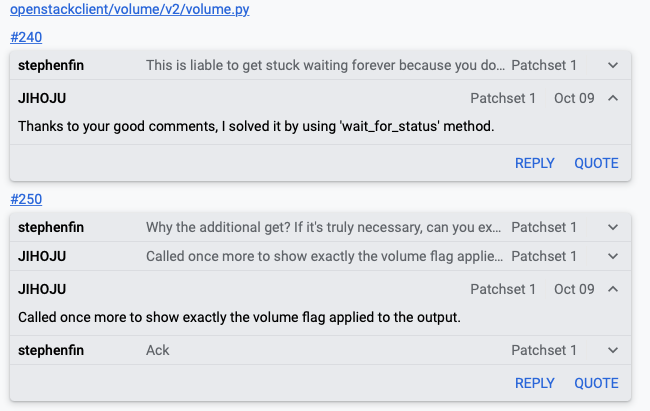 openstackclient/volume/v2/volume.py
#240
stephenfin This is liable to get stuck waiting forever because you do... Patchset 1
JIHOJU Patchset 1 Oct 09
Thanks to your good comments, I solved it by using 'wait_for_status' method.
REPLY QUOTE
#250
stephenfin Why the additional get? If it's truly necessary, can you ex... Patchset 1
JIHOJU Called once more to show exactly the volume flag applie... Patchset 1
JIHOJU Patchset 1 Oct 09
Called once more to show exactly the volume flag applied to the output.
stephenfin Ack Patchset 1
REPLY QUOTE